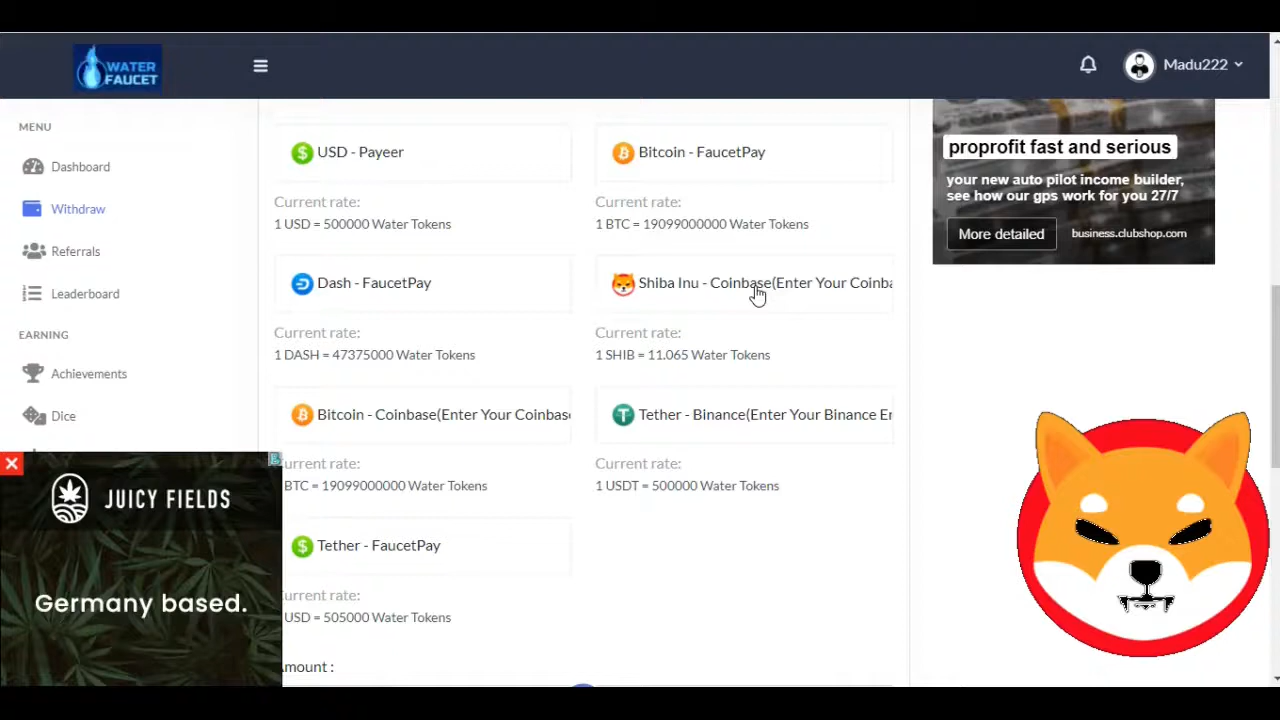 WATER
FAUCET
Madu222
MENU
Dashboard
Withdraw
Referrals
Leaderboard
EARNING
Achievements
Dice
USD - Payeer
Current rate:
1 USD = 500000 Water Tokens
Bitcoin - FaucetPay
Current rate:
1 BTC = 19099000000 Water Tokens
Dash - FaucetPay
Current rate:
1 DASH = 47375000 Water Tokens
Shiba Inu - Coinbase(Enter Your Coinba
Current rate:
1 SHIB = 11.065 Water Tokens
Bitcoin - Coinbase(Enter Your Coinbase
urrent rate:
BTC = 19099000000 Water Tokens
Tether - Binance(Enter Your Binance Er
Current rate:
1 USDT = 500000 Water Tokens
Tether - FaucetPay
urrent rate:
USD = 505000 Water Tokens
mount :
proprofit fast and serious
your new auto pilot income builder,
see how our gps work for you 27/7
More detailed
business.clubshop.com
JUICY FIELDS
Germany based.